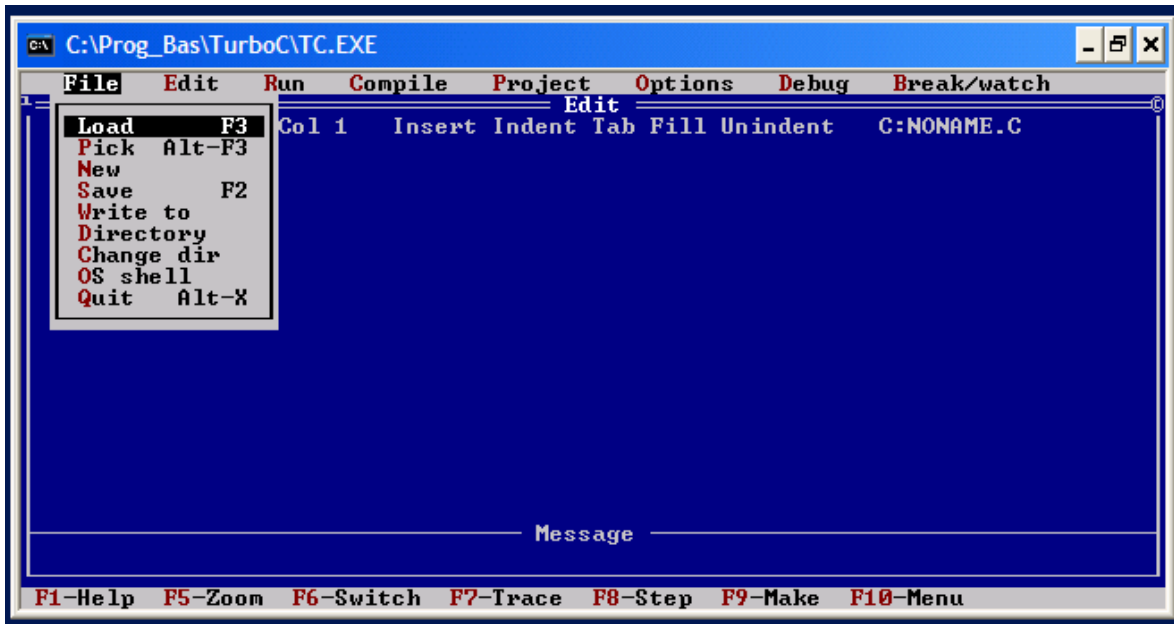 C:\Prog_Bas\TurboC\TC.EXE
File Edit Run Compile Project Options Debug Break/watch
Edit
Load F3 Col 1 Insert Indent Tab Fill Unindent C:NONAME.C
Pick Alt-F3
New
Save F2
Write to
Directory
Change dir
OS shell
Quit Alt-X
Message
F1-Help F5-Zoom F6-Switch F7-Trace F8-Step F9-Make F10-Menu